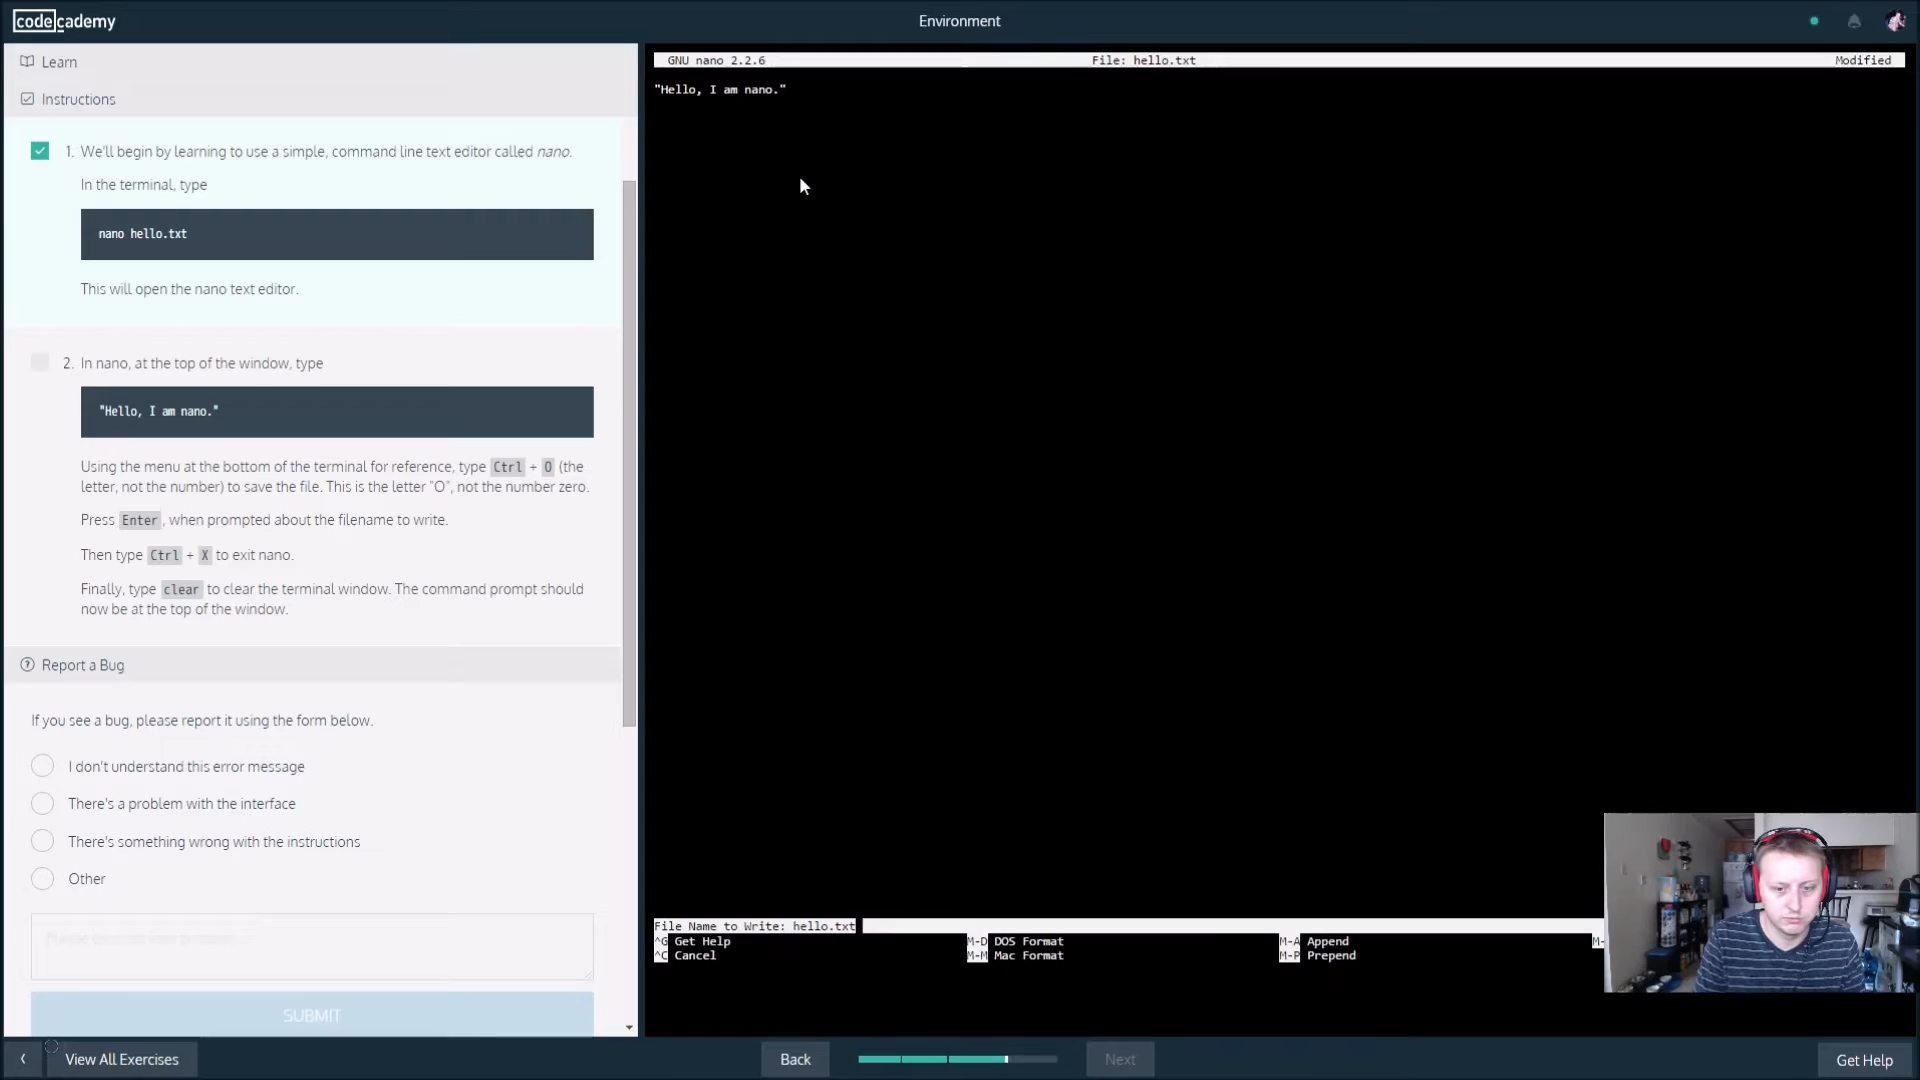 codecademy
Environment
Learn
Instructions
1. We'll begin by learning to use a simple, command line text editor called nano.
In the terminal, type
nano hello.txt
This will open the nano text editor.
2. In nano, at the top of the window, type
"Hello, I am nano."
Using the menu at the bottom of the terminal for reference, type Ctrl + O (the
letter, not the number) to save the file. This is the letter "O", not the number zero.
Press Enter, when prompted about the filename to write.
Then type Ctrl + X to exit nano.
Finally, type clear to clear the terminal window. The command prompt should
now be at the top of the window.
Report a Bug
If you see a bug, please report it using the form below.
I don't understand this error message
There's a problem with the interface
There's something wrong with the instructions
Other
SUBMIT
GNU nano 2.2.6 File: hello.txt Modified
"Hello, I am nano."
File Name to Write: hello.txt
^G Get Help M-D DOS Format M-A Append M-
^C Cancel M-M Mac Format M-P Prepend
View All Exercises
Back
Next
Get Help